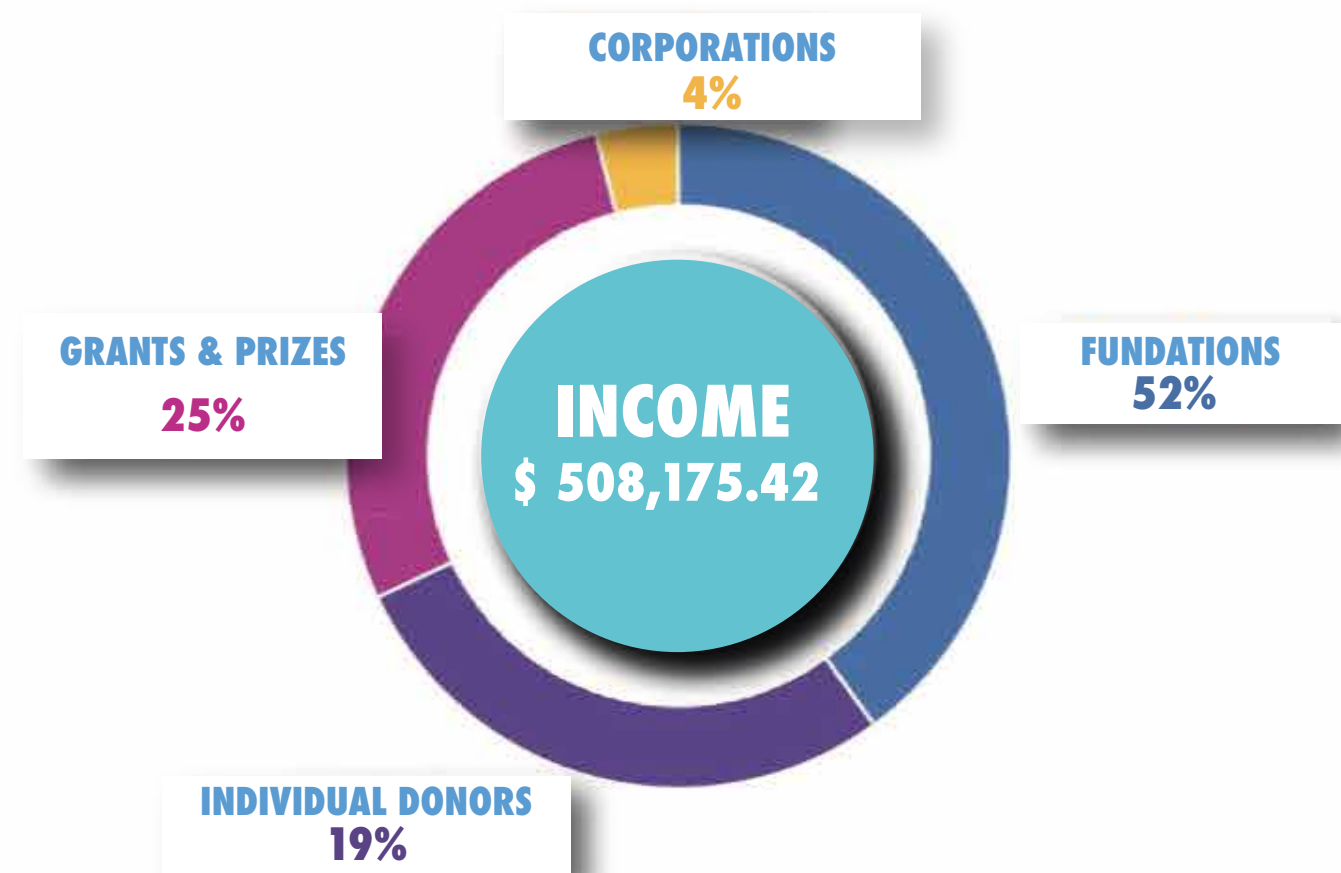 CORPORATIONS
4%
GRANTS & PRIZES
25%
FUNDATIONS
52%
INCOME
$ 508,175.42
INDIVIDUAL DONORS
19%